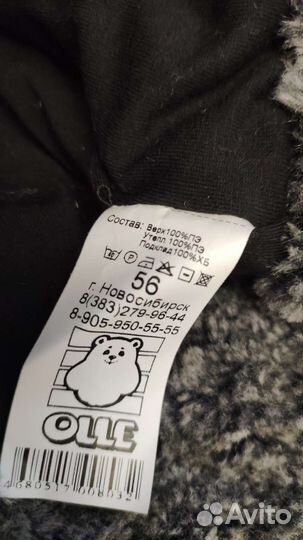 Состав: Верх100%ПЭ
Утепл.100%ПЭ
Подклад100%ХБ
56
г. Новосибирск
8(383)279-96-44
8-905-950-55-55
OLLE
4680517008032
Avito